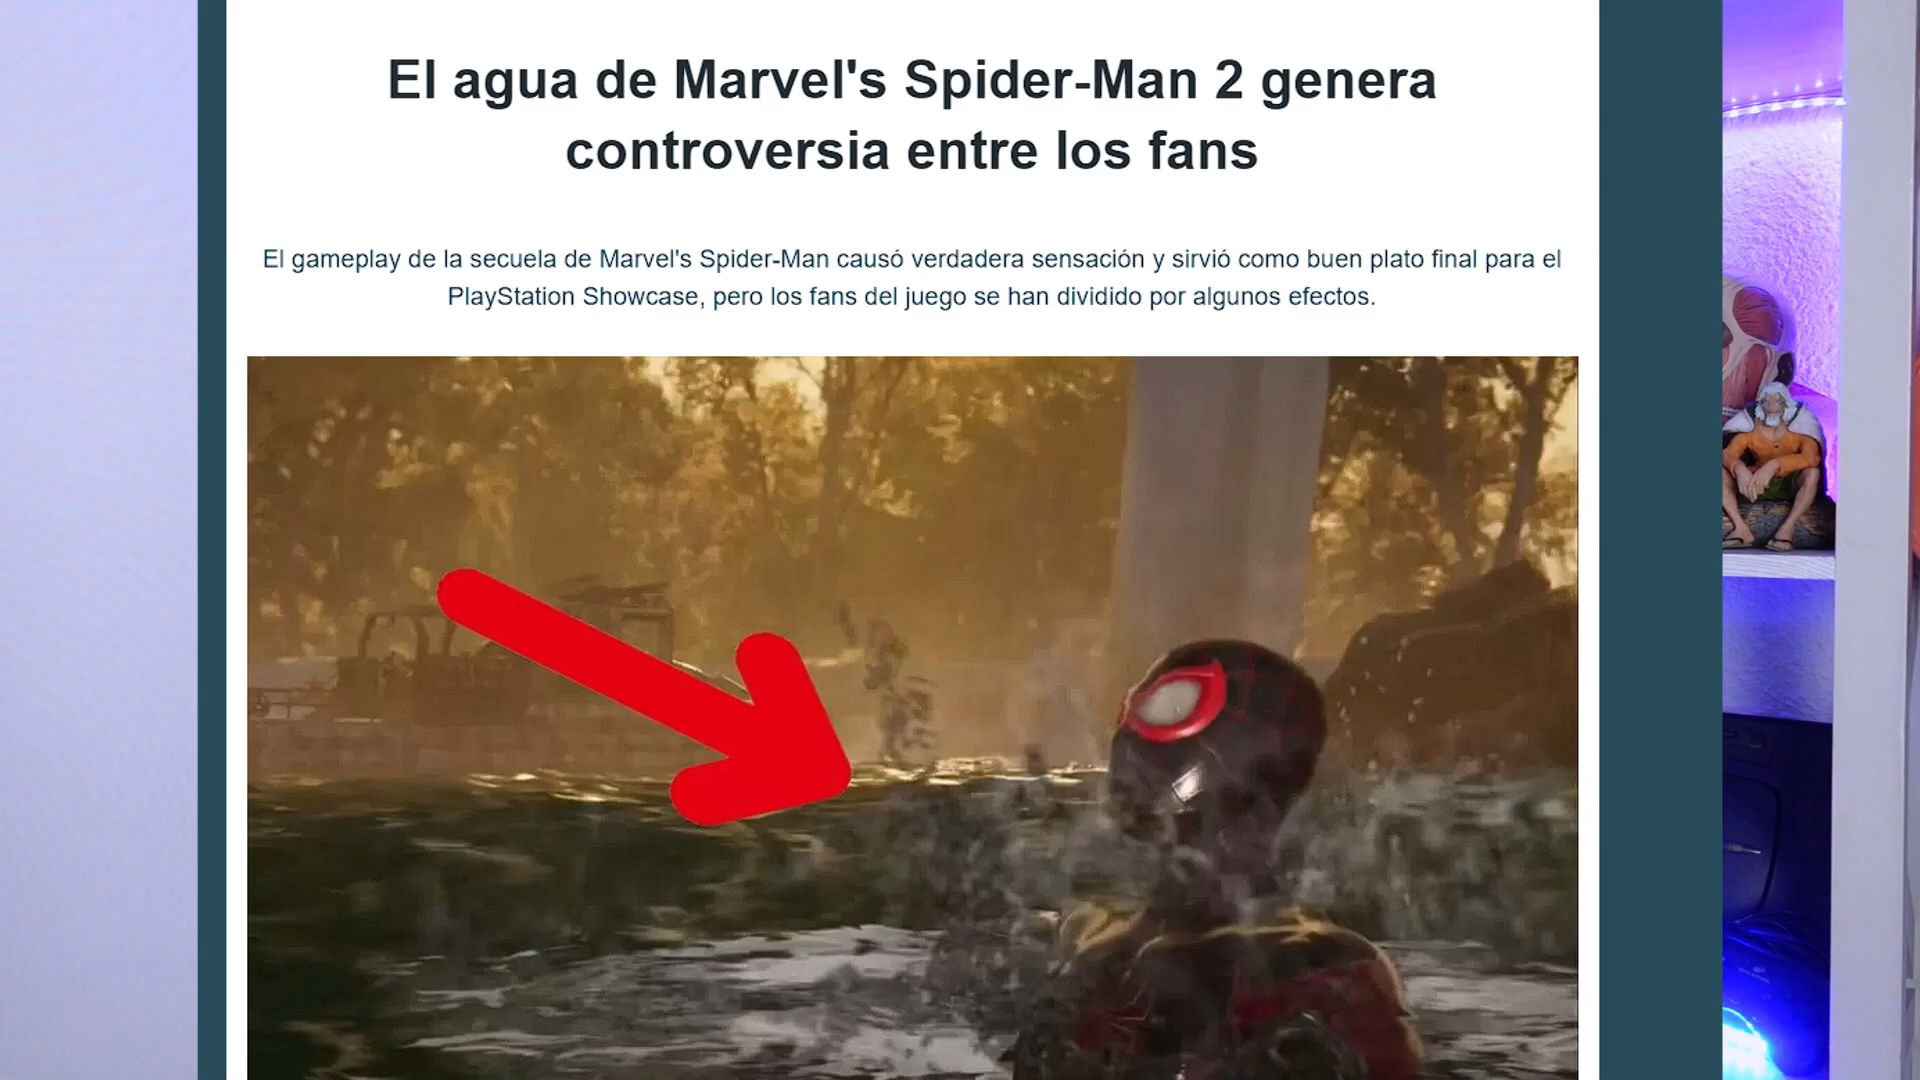 El agua de Marvel's Spider-Man 2 genera
controversia entre los fans
El gameplay de la secuela de Marvel's Spider-Man causó verdadera sensación y sirvió como buen plato final para el
PlayStation Showcase, pero los fans del juego se han dividido por algunos efectos.